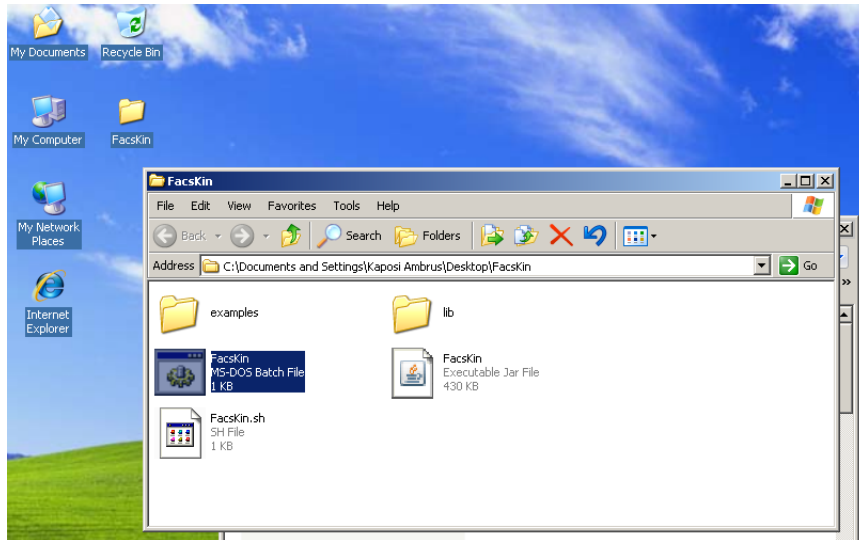 My Documents
Recycle Bin
My Computer
FacsKin
My Network
Places
Internet
Explorer
FacsKin
File Edit View Favorites Tools Help
Back Search Folders
Address C:\Documents and Settings\Kaposi Ambrus\Desktop\FacsKin Go
»
examples
lib
FacsKin
MS-DOS Batch File
1 KB
FacsKin
Executable Jar File
430 KB
FacsKin.sh
SH File
1 KB